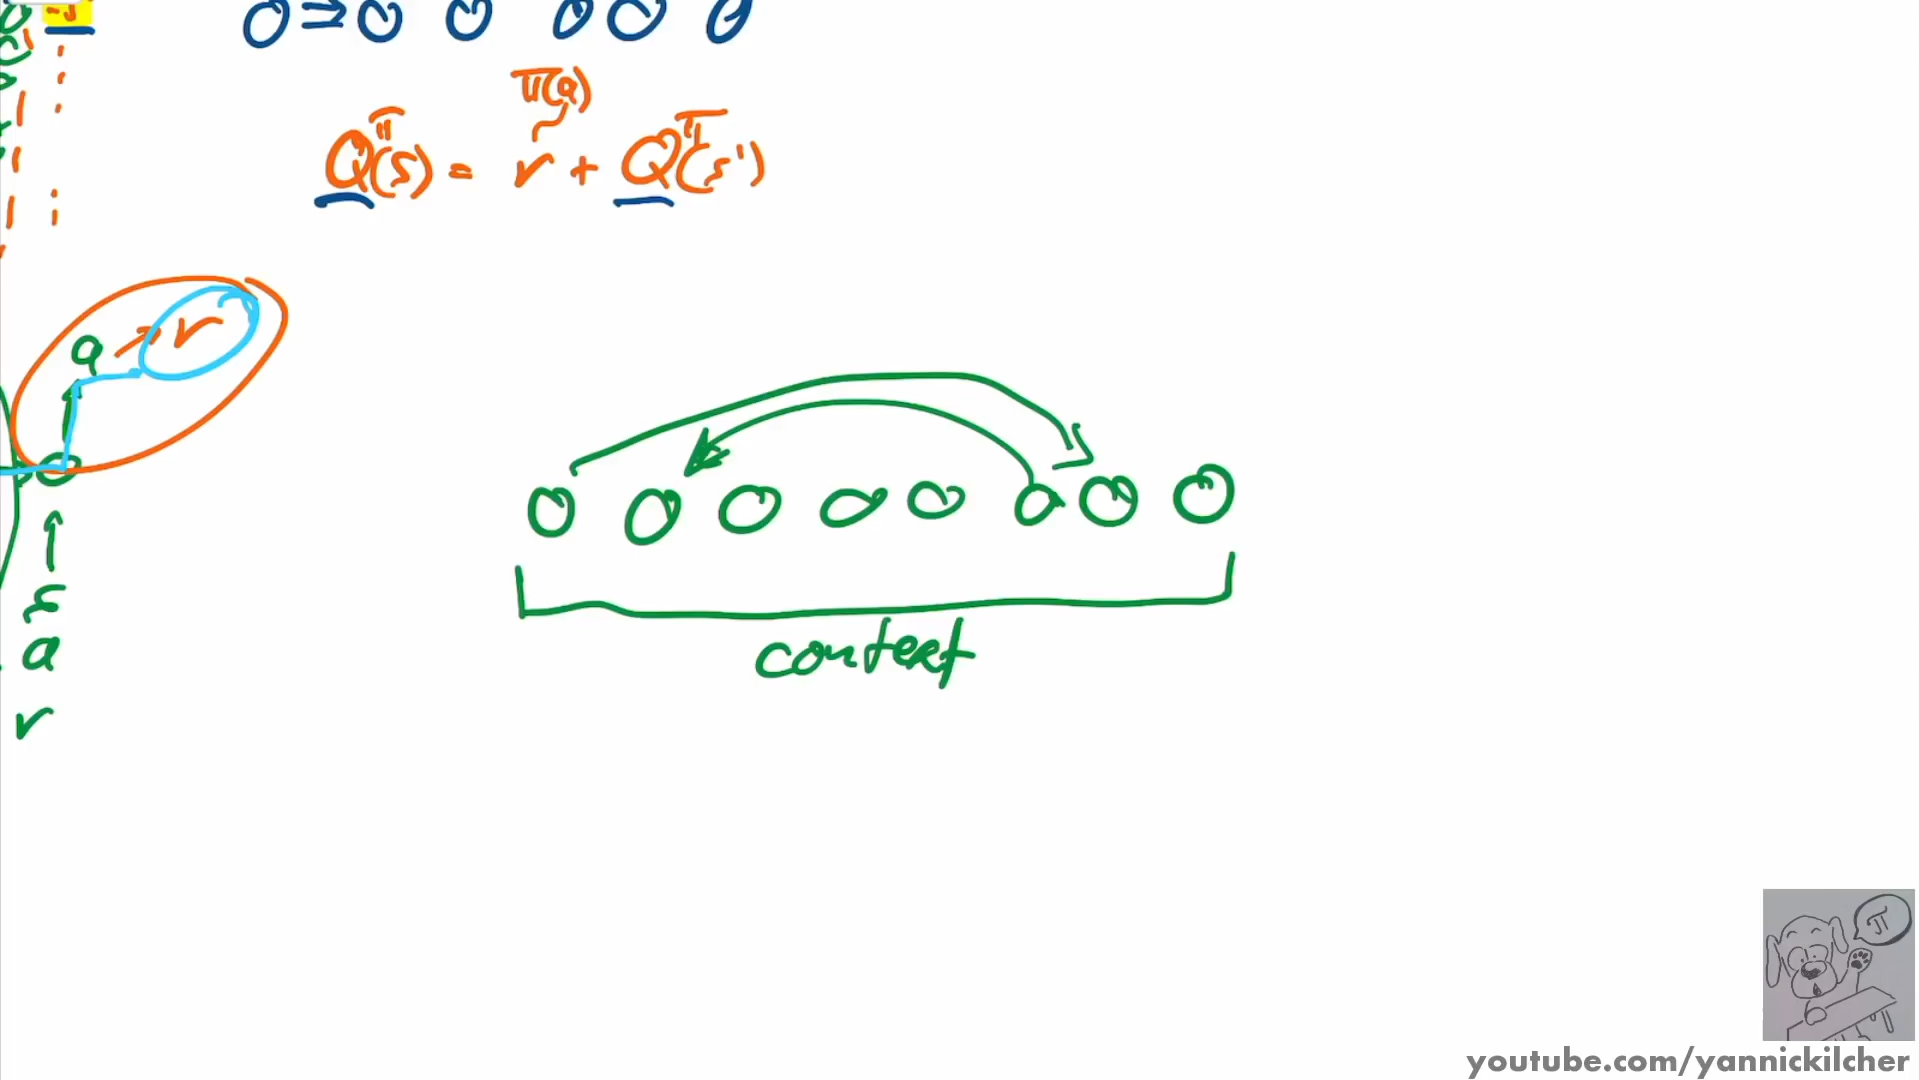 π(a)
Q^π(s) = r + Q^π(s')
a → r
s
a
r
context
π
youtube.com/yannickilcher